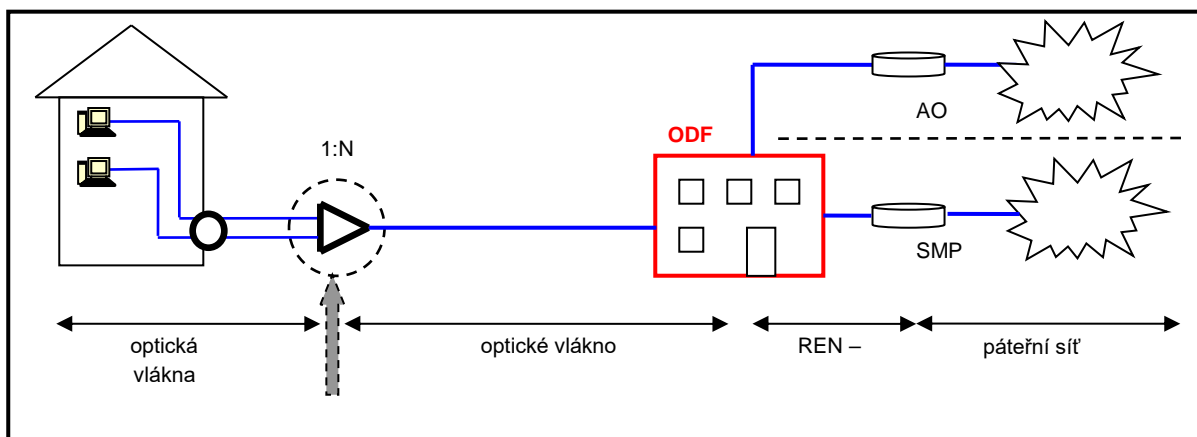 AO
ODF
1:N
SMP
optická
vlákna
optické vlákno
REN –
páteřní síť